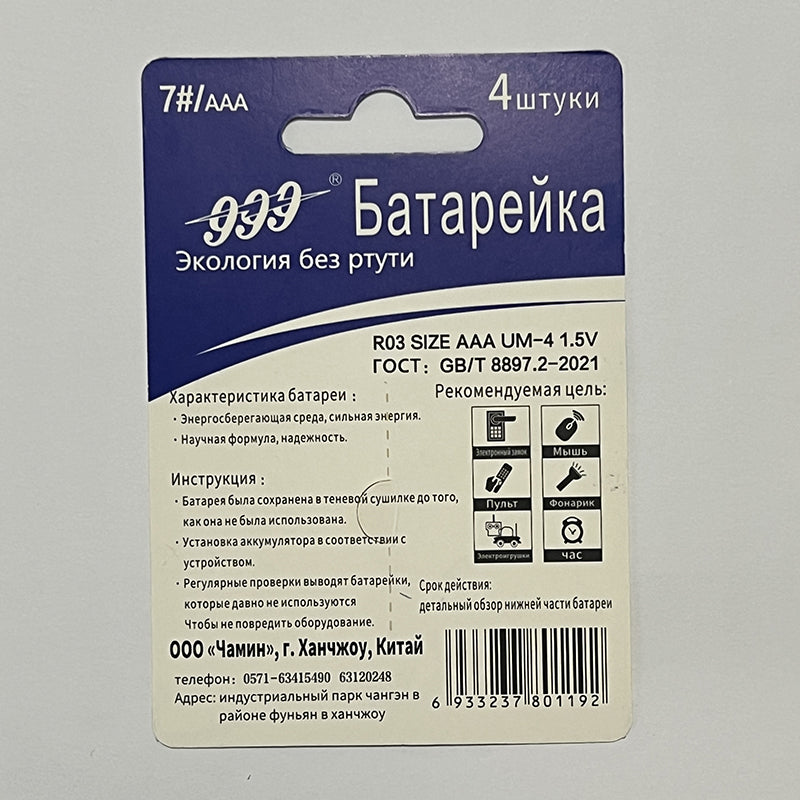 7#/AAA
4 штуки
999® Батарейка
Экология без ртути
R03 SIZE AAA UM-4 1.5V
ГОСТ: GB/T 8897.2-2021
Характеристика батареи :
· Энергосберегающая среда, сильная энергия.
· Научная формула, надежность.
Рекомендуемая цель:
Электронный замок
Мышь
Пульт
Фонарик
Электроигрушки
час
Инструкция :
· Батарея была сохранена в теневой сушилке до того,
как она не была использована.
· Установка аккумулятора в соответствии с
устройством.
· Регулярные проверки выводят батарейки,
которые давно не используются
Чтобы не повредить оборудование.
Срок действия:
детальный обзор нижней части батареи
ООО «Чамин», г. Ханчжоу, Китай
телефон: 0571-63415490 63120248
Адрес: индустриальный парк чангэн в
районе фуньян в ханчжоу
6 933237 801192